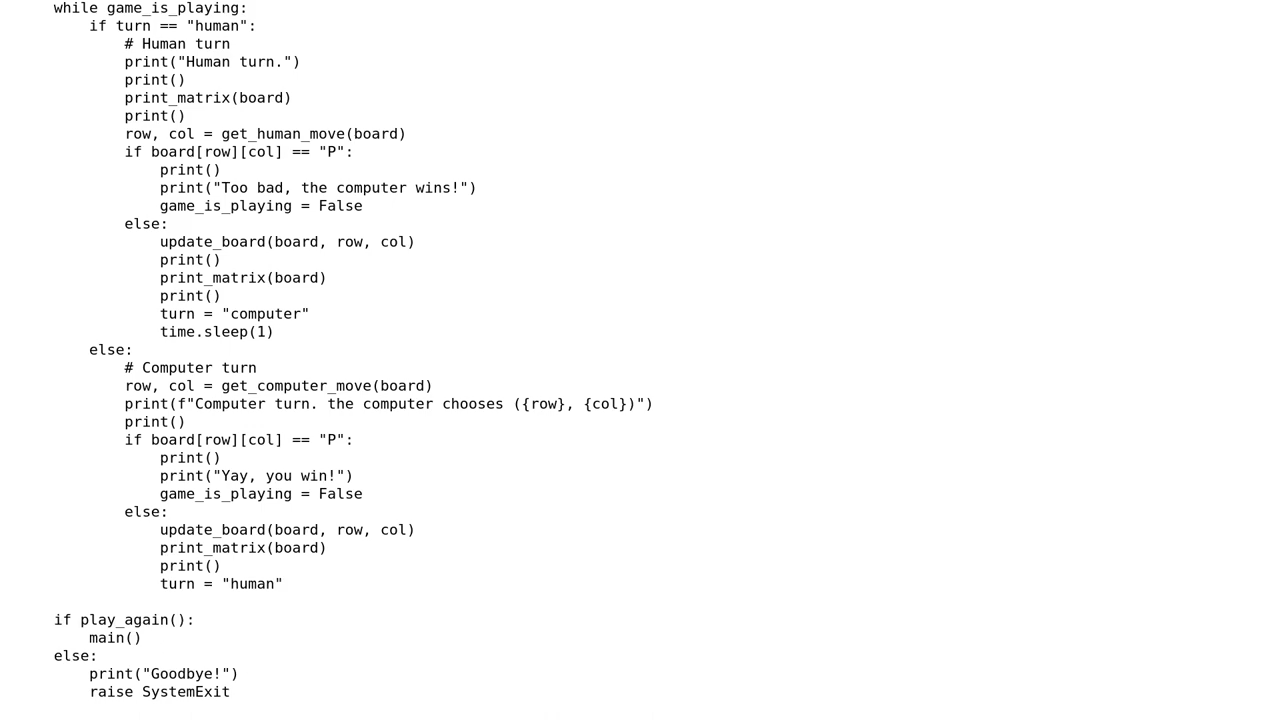 while game_is_playing:
    if turn == "human":
        # Human turn
        print("Human turn.")
        print()
        print_matrix(board)
        print()
        row, col = get_human_move(board)
        if board[row][col] == "P":
            print()
            print("Too bad, the computer wins!")
            game_is_playing = False
        else:
            update_board(board, row, col)
            print()
            print_matrix(board)
            print()
            turn = "computer"
            time.sleep(1)
    else:
        # Computer turn
        row, col = get_computer_move(board)
        print(f"Computer turn. the computer chooses ({row}, {col})")
        print()
        if board[row][col] == "P":
            print()
            print("Yay, you win!")
            game_is_playing = False
        else:
            update_board(board, row, col)
            print_matrix(board)
            print()
            turn = "human"

if play_again():
    main()
else:
    print("Goodbye!")
    raise SystemExit